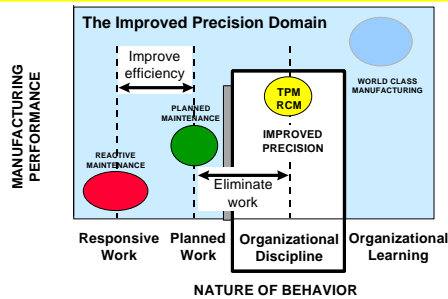 The Improved Precision Domain
Improve
efficiency
WORLD CLASS
MANUFACTURING
TPM
RCM
PLANNED
MAINTENANCE
IMPROVED
PRECISION
REACTIVE
MAINTENANCE
Eliminate
work
MANUFACTURING
PERFORMANCE
Responsive
Work
Planned
Work
Organizational
Discipline
Organizational
Learning
NATURE OF BEHAVIOR